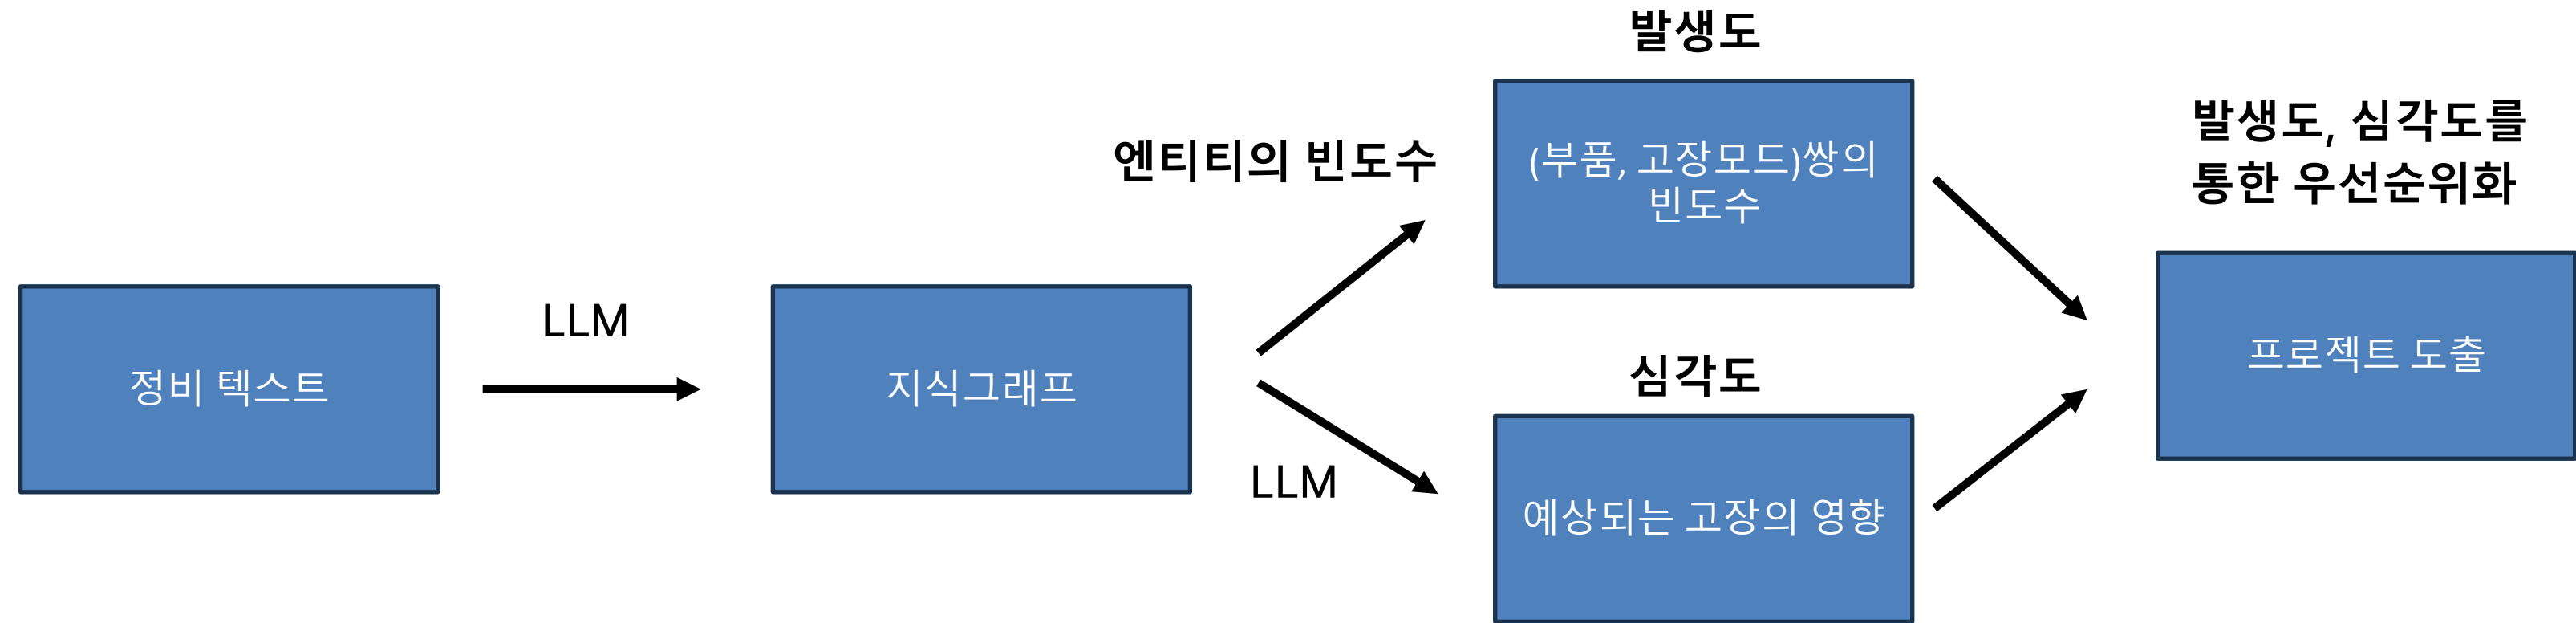 정비 텍스트
LLM
지식그래프
엔티티의 빈도수
LLM
발생도
(부품, 고장모드)쌍의
빈도수
심각도
예상되는 고장의 영향
발생도, 심각도를
통한 우선순위화
프로젝트 도출